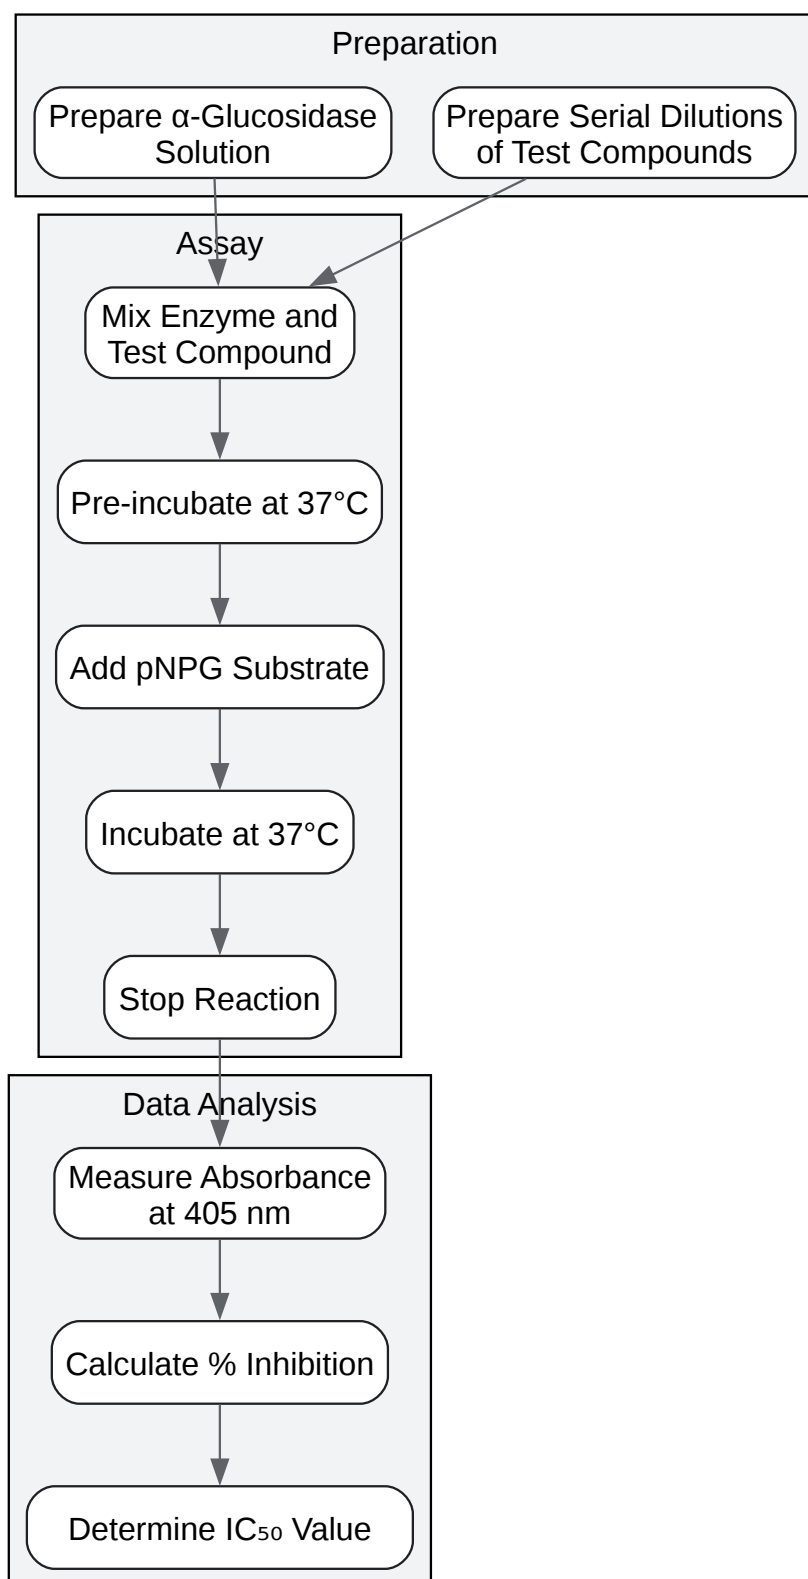 Preparation
Prepare α-Glucosidase
Solution
Prepare Serial Dilutions
of Test Compounds
Assay
Mix Enzyme and
Test Compound
Pre-incubate at 37°C
Add pNPG Substrate
Incubate at 37°C
Stop Reaction
Data Analysis
Measure Absorbance
at 405 nm
Calculate % Inhibition
Determine IC₅₀ Value